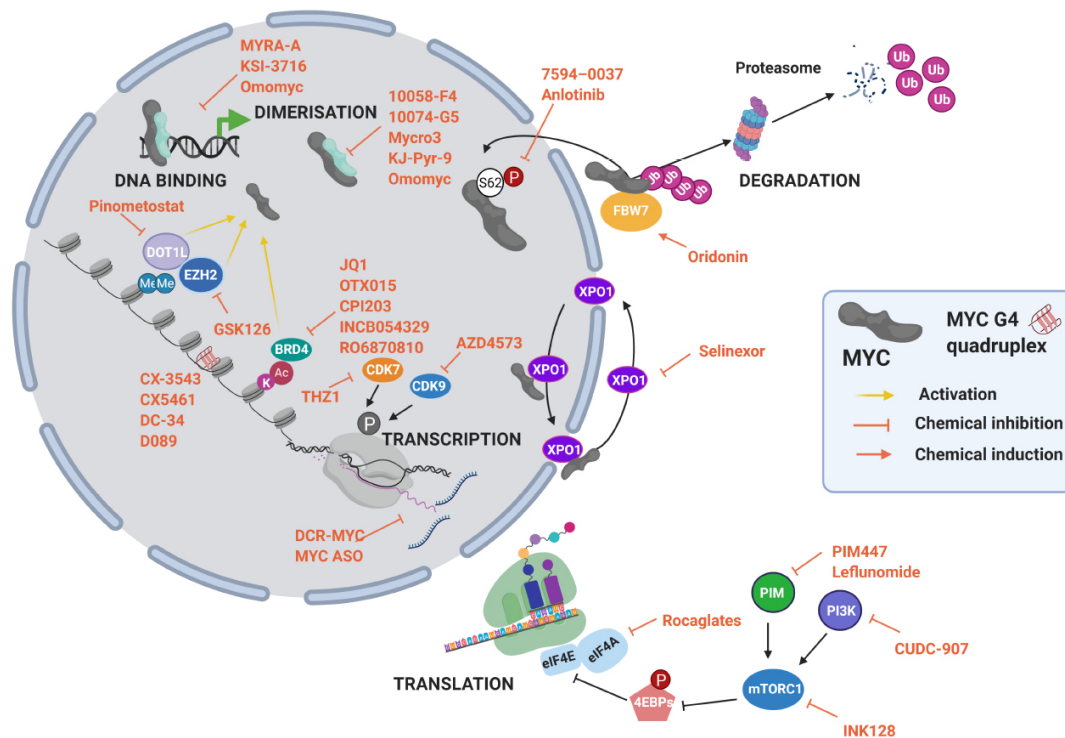 MYRA-A
KSI-3716
Omomyc
DIMERISATION
10058-F4
10074-G5
Mycro3
KJ-Pyr-9
Omomyc
7594–0037
Anlotinib
S62
P
DNA BINDING
Proteasome
Ub
Ub
Ub
Ub
DEGRADATION
Ub
Ub
Ub
Ub
FBW7
Oridonin
Pinometostat
DOT1L
EZH2
Me
Me
GSK126
JQ1
OTX015
CPI203
INCB054329
RO6870810
BRD4
Ac
K
CX-3543
CX5461
DC-34
D089
THZ1
CDK7
AZD4573
CDK9
P
TRANSCRIPTION
DCR-MYC
MYC ASO
XPO1
XPO1
XPO1
XPO1
Selinexor
MYC
MYC G4
quadruplex
Activation
Chemical inhibition
Chemical induction
TRANSLATION
eIF4E
eIF4A
Rocaglates
P
4EBPs
mTORC1
PIM
PI3K
PIM447
Leflunomide
CUDC-907
INK128